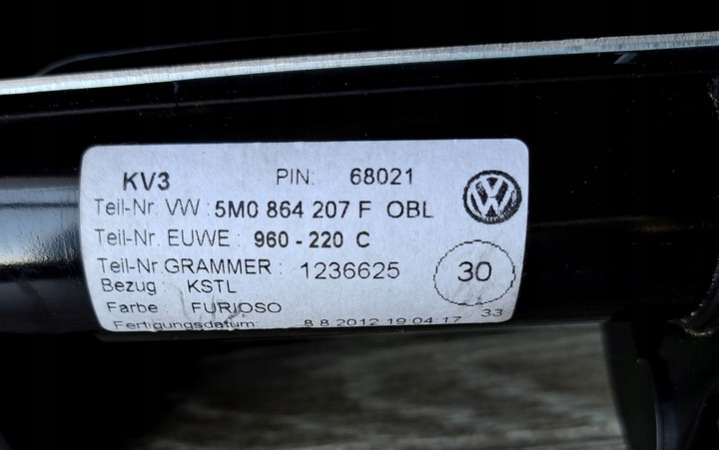 KV3 PIN: 68021
Teil-Nr. VW : 5M0 864 207 F OBL
Teil-Nr. EUWE : 960 - 220 C
Teil-Nr. GRAMMER : 1236625
30
Bezug : KSTL
Farbe : FURIOSO
Fertigungsdatum: 8.8.2012 19:04:17 33